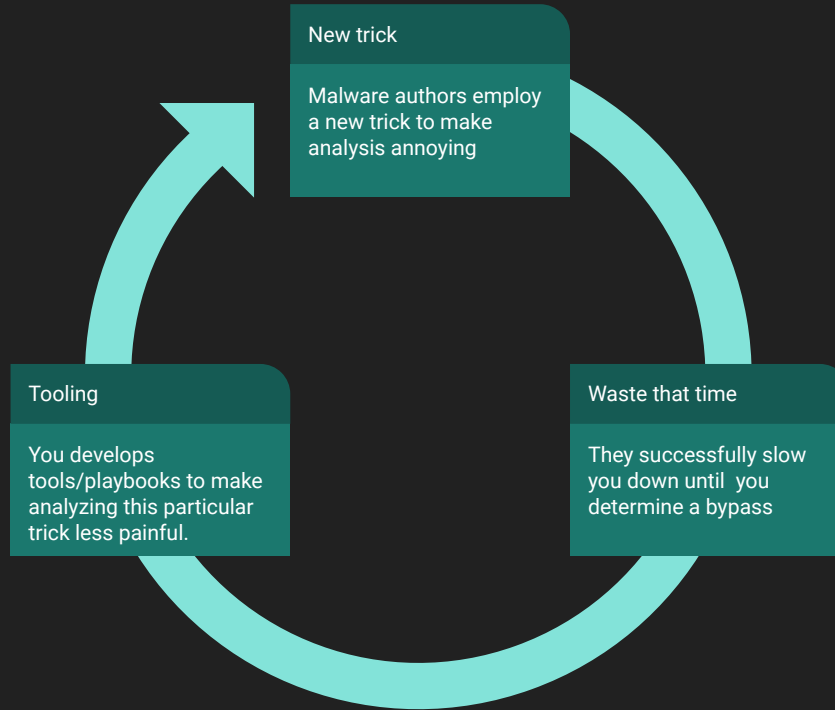 New trick
Malware authors employ
a new trick to make
analysis annoying
Waste that time
They successfully slow
you down until  you
determine a bypass
Tooling
You develops
tools/playbooks to make
analyzing this particular
trick less painful.